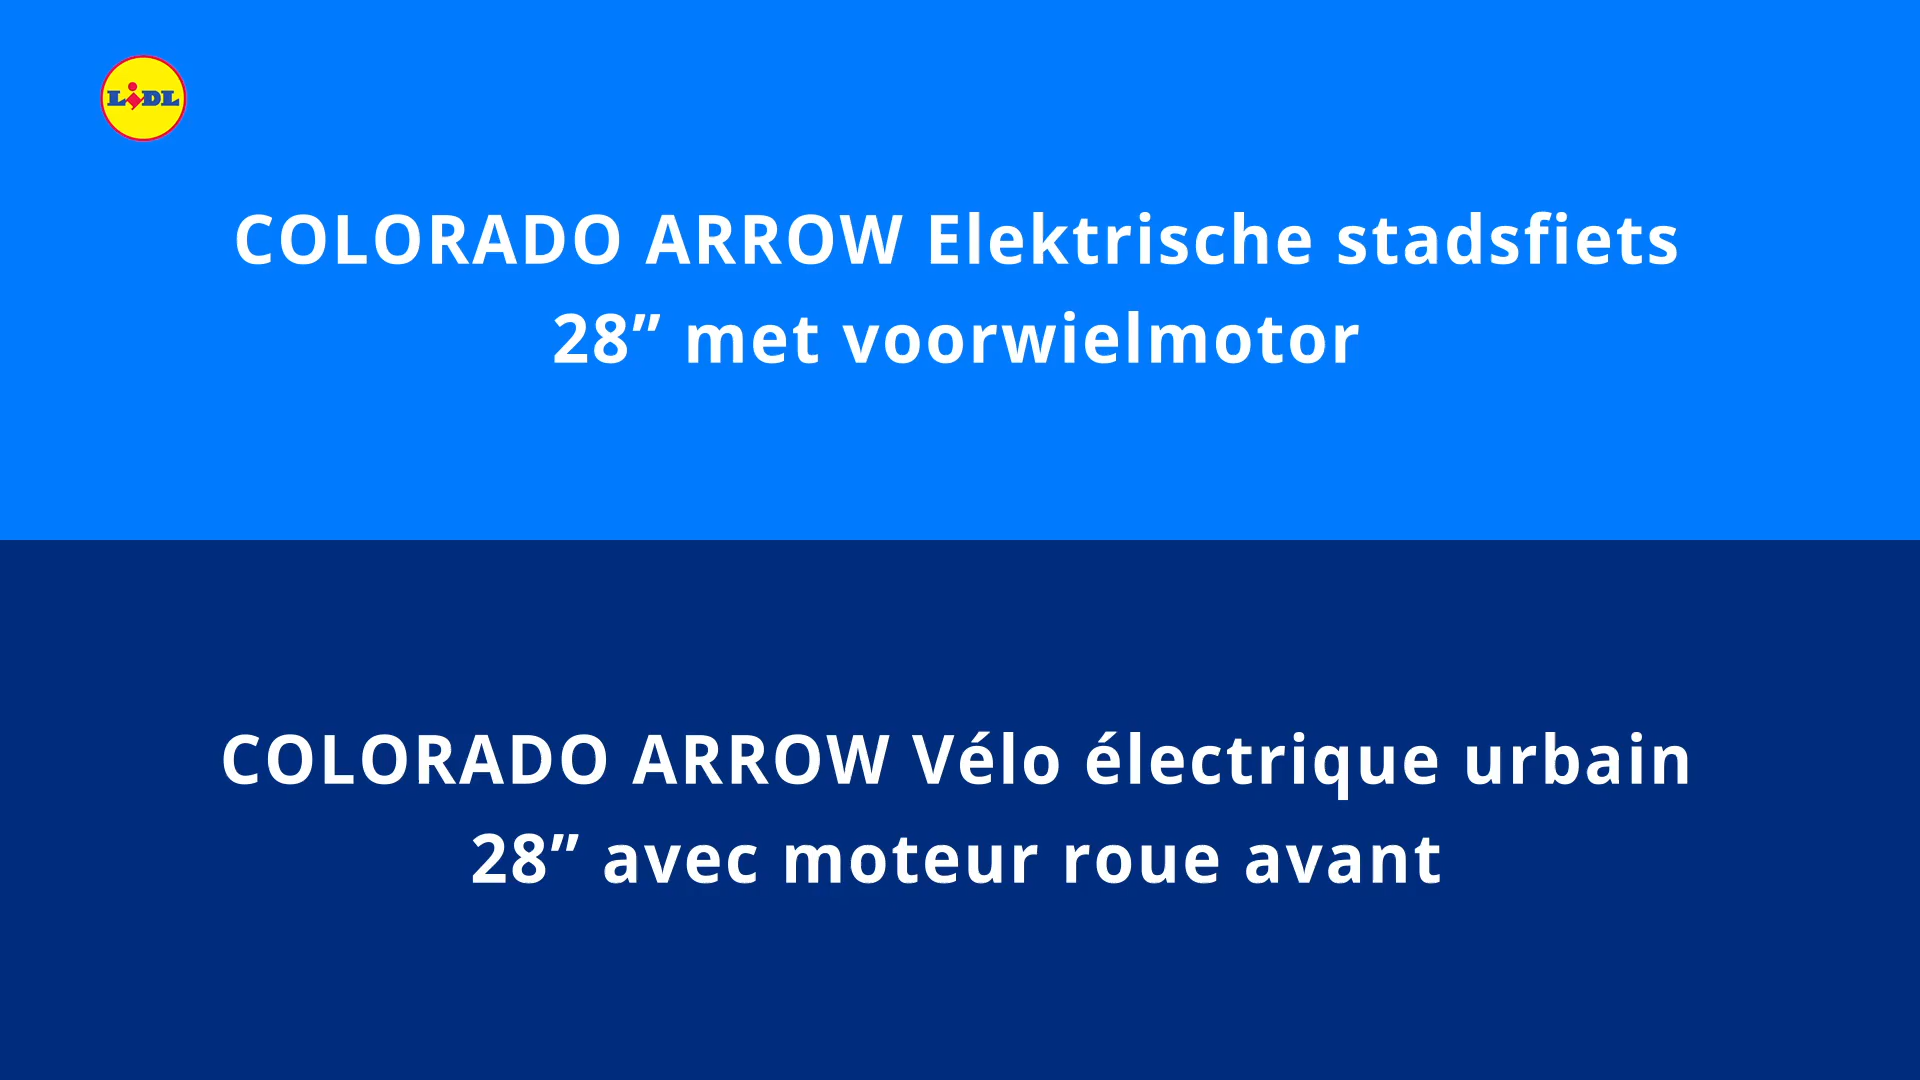 LIDL
COLORADO ARROW Elektrische stadsfiets
28” met voorwielmotor
COLORADO ARROW Vélo électrique urbain
28” avec moteur roue avant